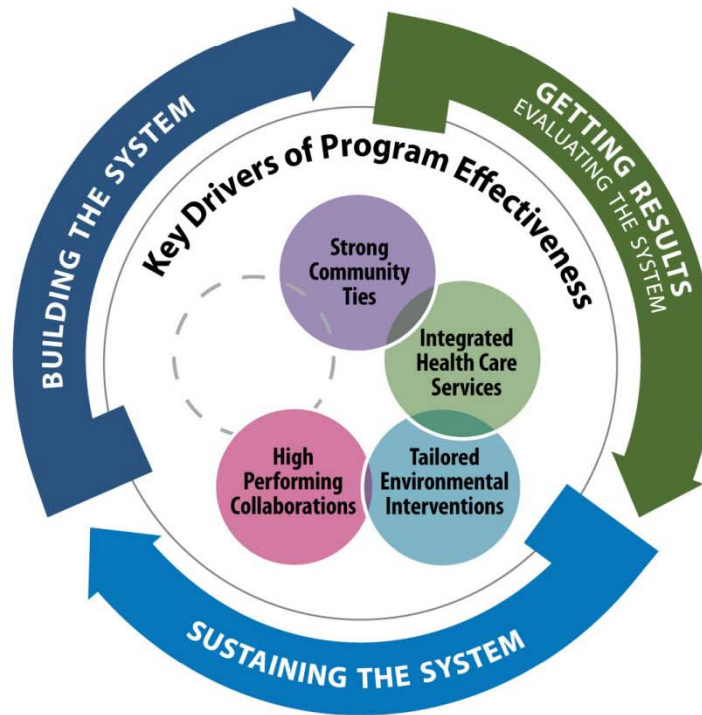 BUILDING THE SYSTEM
GETTING RESULTS
EVALUATING THE SYSTEM
Key Drivers of Program Effectiveness
Strong
Community
Ties
Integrated
Health Care
Services
High
Performing
Collaborations
Tailored
Environmental
Interventions
SUSTAINING THE SYSTEM